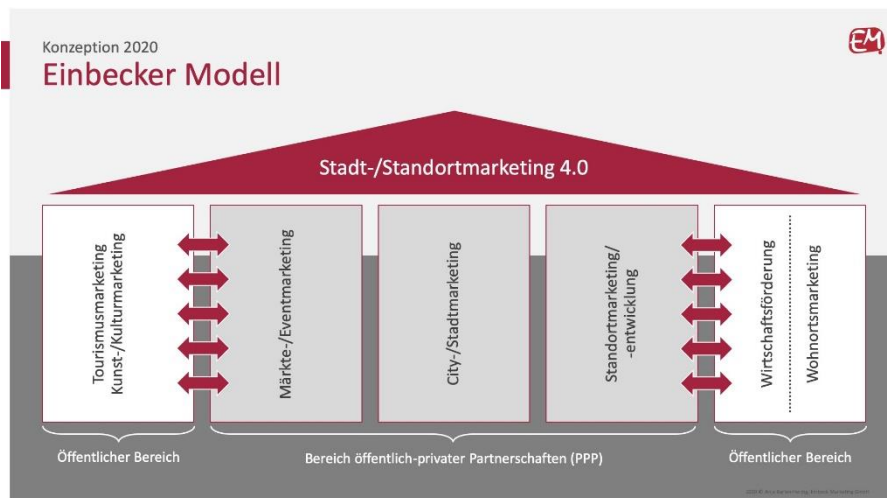 Konzeption 2020
EM
Einbecker Modell
Stadt-/Standortmarketing 4.0
Tourismusmarketing
Kunst-/Kulturmarketing
Märkte-/Eventmarketing
City-/Stadtmarketing
Standortmarketing/
-entwicklung
Wirtschaftsförderung
Wohnortsmarketing
Öffentlicher Bereich
Bereich öffentlich-privater Partnerschaften (PPP)
Öffentlicher Bereich